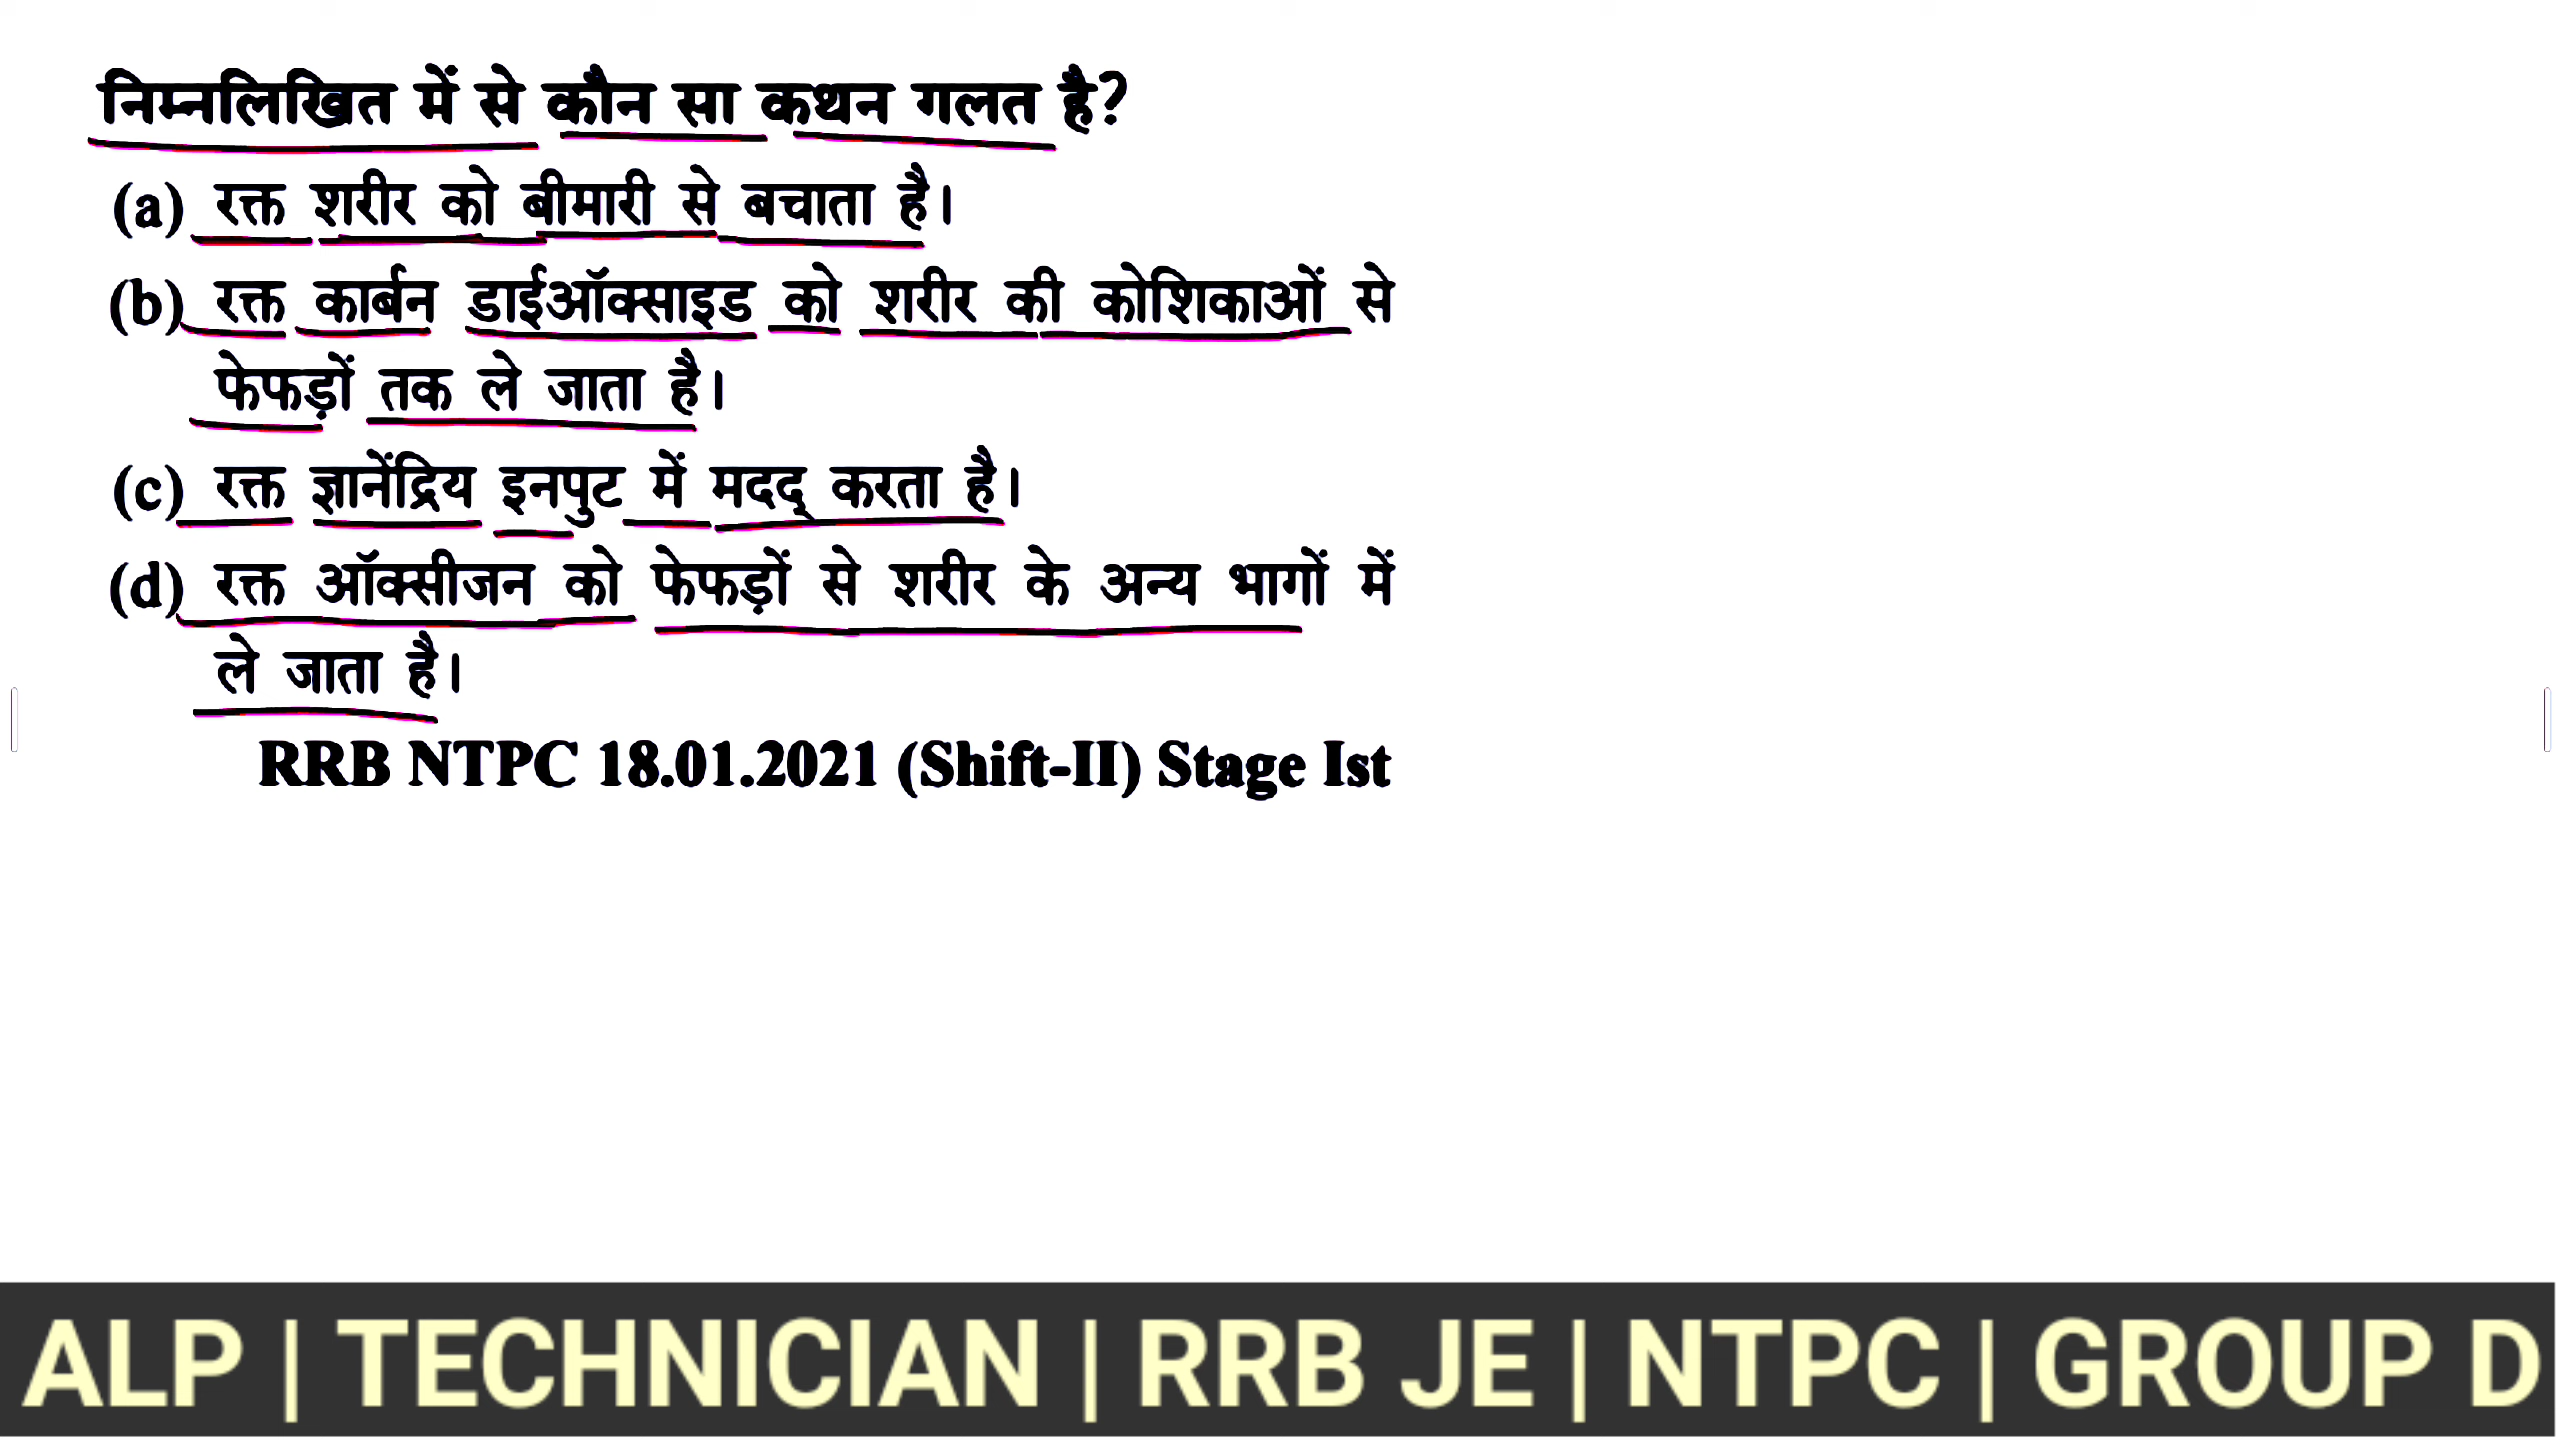 निम्नलिखित में से कौन सा कथन गलत है?
(a) रक्त शरीर को बीमारी से बचाता है।
(b) रक्त कार्बन डाईऑक्साइड को शरीर की कोशिकाओं से
फेफड़ों तक ले जाता है।
(c) रक्त ज्ञानेंद्रिय इनपुट में मदद् करता है।
(d) रक्त ऑक्सीजन को फेफड़ों से शरीर के अन्य भागों में
ले जाता है।
RRB NTPC 18.01.2021 (Shift-II) Stage Ist
ALP | TECHNICIAN | RRB JE | NTPC | GROUP D